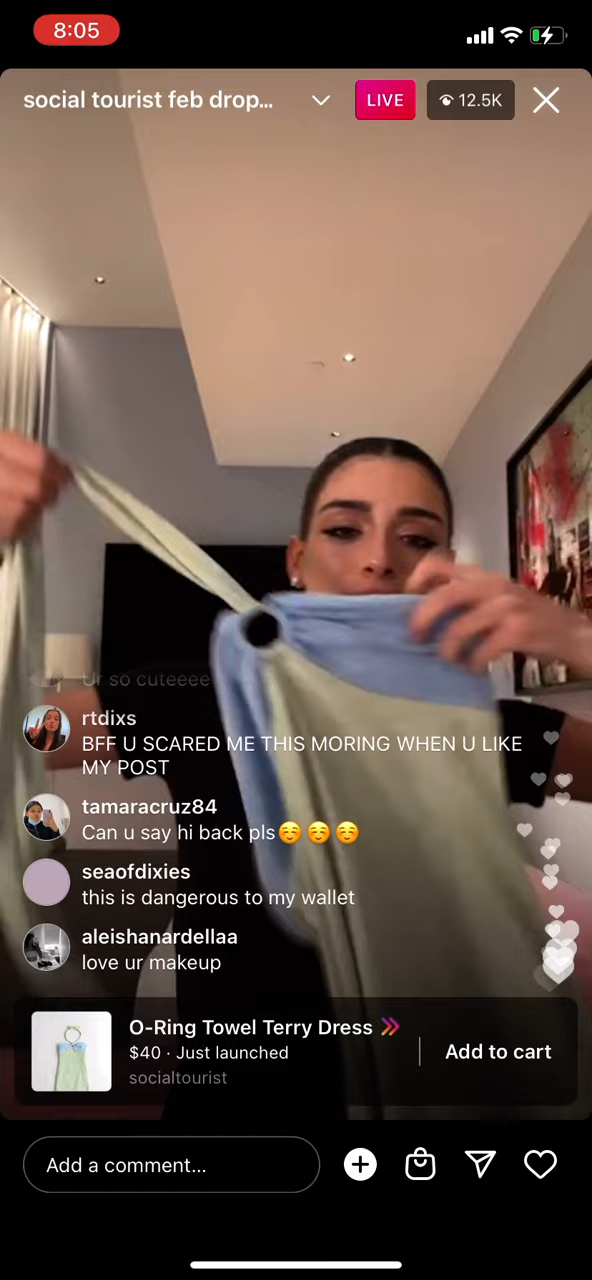 8:05
social tourist feb drop...
LIVE
12.5K
Ur so cuteeee
rtdixs
BFF U SCARED ME THIS MORING WHEN U LIKE
MY POST
tamaracruz84
Can u say hi back pls☺️☺️☺️
seaofdixies
this is dangerous to my wallet
aleishanardellaa
love ur makeup
O-Ring Towel Terry Dress
$40 · Just launched
socialtourist
Add to cart
Add a comment...